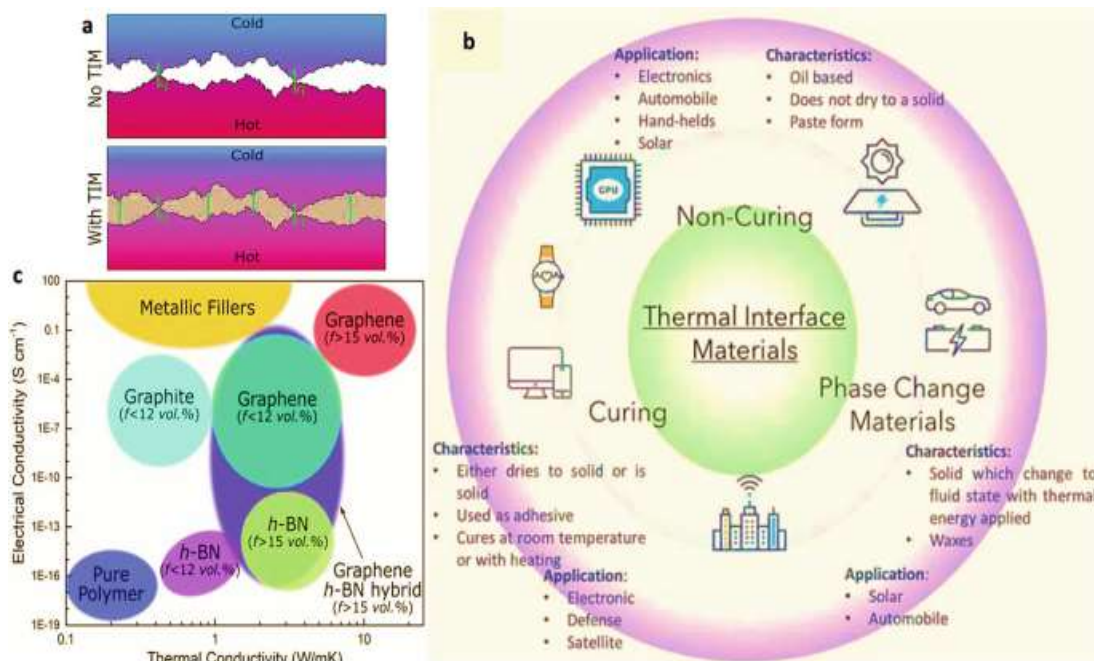 a
Cold
No TIM
Hot
Cold
With TIM
Hot
c
Electrical Conductivity (S cm⁻¹)
100
0.1
1E-4
1E-7
1E-10
1E-13
1E-16
1E-19
Metallic Fillers
Graphene
(f>15 vol.%)
Graphite
(f<12 vol.%)
Graphene
(f<12 vol.%)
h-BN
(f>15 vol.%)
h-BN
(f<12 vol.%)
Pure
Polymer
Graphene
h-BN hybrid
(f>15 vol.%)
0.1
1
10
Thermal Conductivity (W/mK)
b
Application:
• Electronics
• Automobile
• Hand-helds
• Solar
Characteristics:
• Oil based
• Does not dry to a solid
• Paste form
Non-Curing
Thermal Interface
Materials
Curing
Phase Change
Materials
Characteristics:
• Either dries to solid or is
solid
• Used as adhesive
• Cures at room temperature
or with heating
Application:
• Electronic
• Defense
• Satellite
Characteristics:
• Solid which change to
fluid state with thermal
energy applied
• Waxes
Application:
• Solar
• Automobile